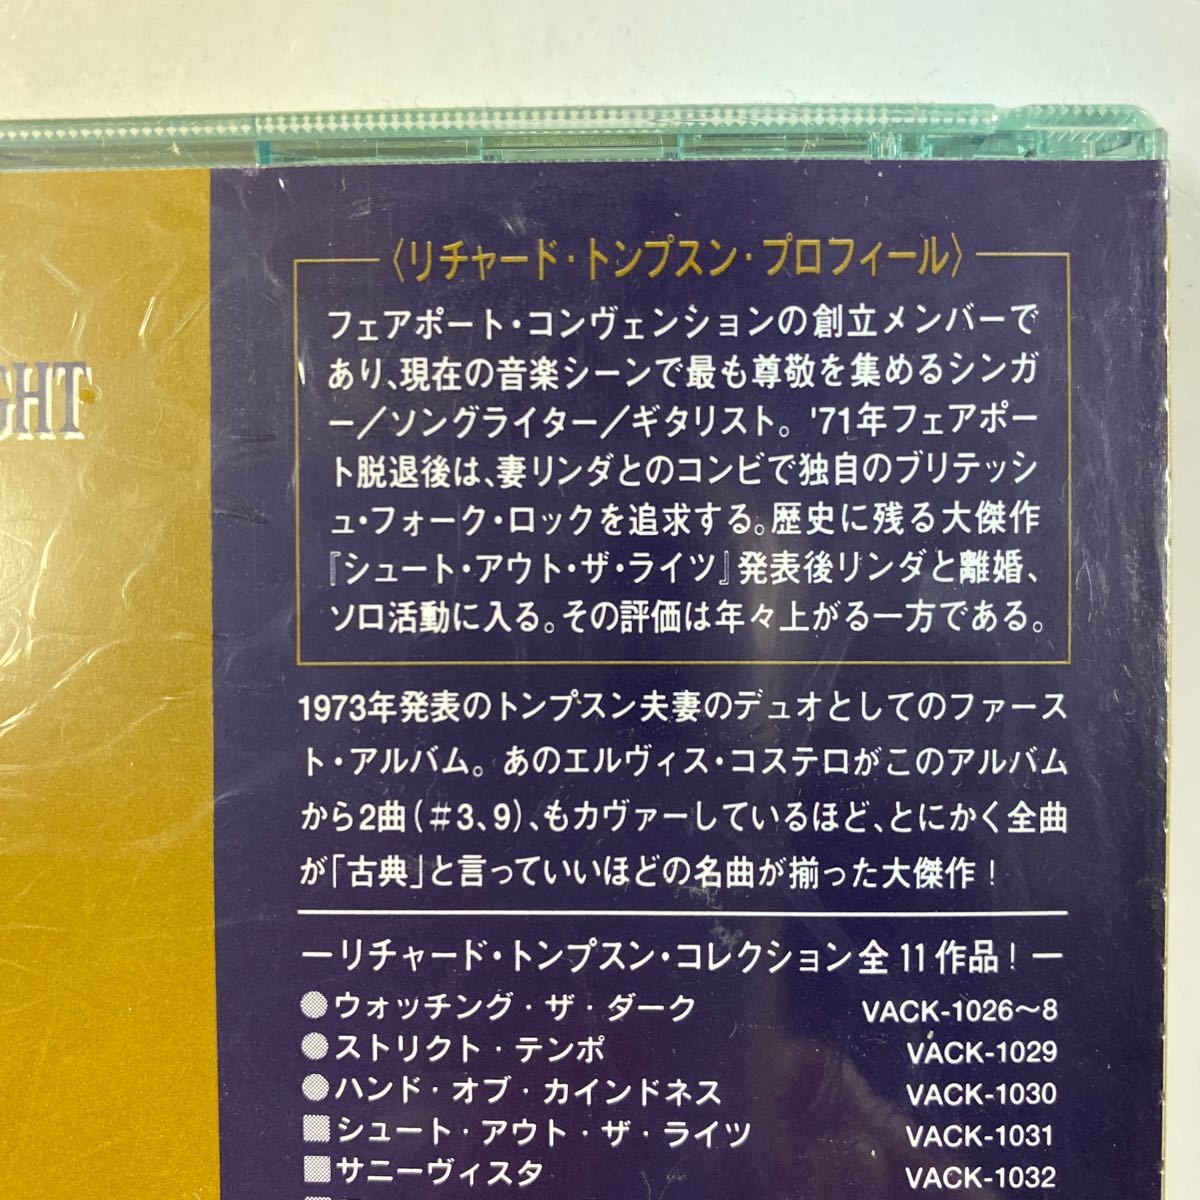 GHT
〈リチャード・トンプスン・プロフィール〉
フェアポート・コンヴェンションの創立メンバーで
あり、現在の音楽シーンで最も尊敬を集めるシンガ
ー/ソングライター/ギタリスト。'71年フェアポー
ト脱退後は、妻リンダとのコンビで独自のブリテッシ
ュ・フォーク・ロックを追求する。歴史に残る大傑作
『シュート・アウト・ザ・ライツ』発表後リンダと離婚、
ソロ活動に入る。その評価は年々上がる一方である。
1973年発表のトンプスン夫妻のデュオとしてのファース
ト・アルバム。あのエルヴィス・コステロがこのアルバム
から2曲(#3、9)、もカヴァーしているほど、とにかく全曲
が「古典」と言っていいほどの名曲が揃った大傑作!
—リチャード・トンプスン・コレクション全11作品!—
●ウォッチング・ザ・ダーク VACK-1026〜8
●ストリクト・テンポ VACK-1029
●ハンド・オブ・カインドネス VACK-1030
■シュート・アウト・ザ・ライツ VACK-1031
■サニーヴィスタ VACK-1032